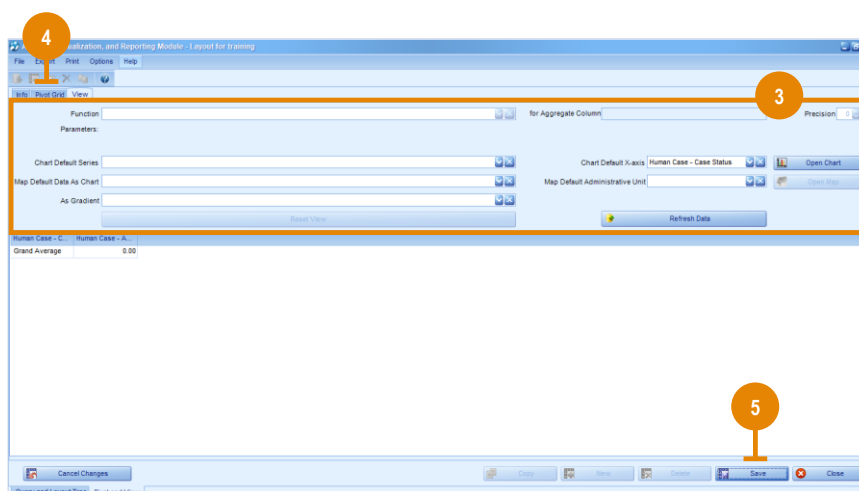 4
alization, and Reporting Module - Layout for training
File Export Print Options Help
Info Pivot Grid View
3
Function for Aggregate Column Precision 0
Parameters:
Chart Default Series Chart Default X-axis Human Case - Case Status Open Chart
Map Default Data As Chart Map Default Administrative Unit Open Map
As Gradient
Reset View Refresh Data
Human Case - C... Human Case - A...
Grand Average 0.00
5
Cancel Changes Copy New Delete Save Close